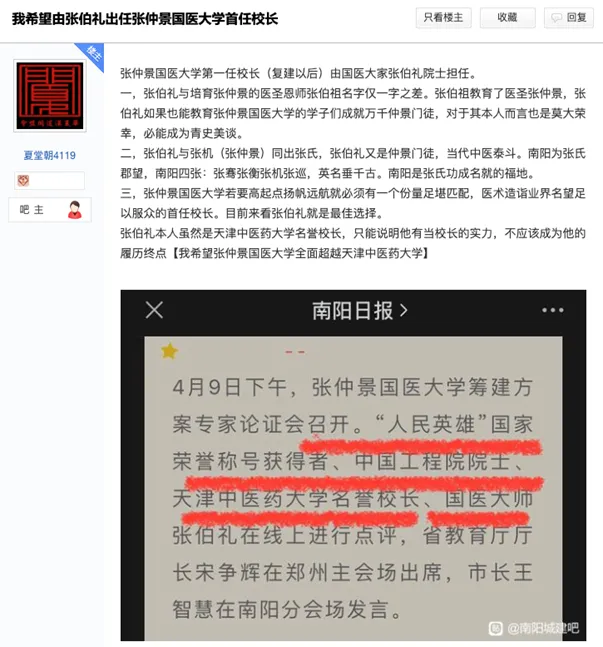 我希望由张伯礼出任张仲景国医大学首任校长
只看楼主
收藏
回复
楼主
夏堂朝4119
吧 主
张仲景国医大学第一任校长（复建以后）由国医大家张伯礼院士担任。
一，张伯礼与培育张仲景的医圣恩师张伯祖名字仅一字之差。张伯祖教育了医圣张仲景，张
伯礼如果也能教育张仲景国医大学的学子们成就万千仲景门徒，对于其本人而言也是莫大荣
幸，必能成为青史美谈。
二，张伯礼与张机（张仲景）同出张氏，张伯礼又是仲景门徒，当代中医泰斗。南阳为张氏
郡望，南阳四张：张骞张衡张机张巡，英名垂千古。南阳是张氏功成名就的福地。
三，张仲景国医大学若要高起点扬帆远航就必须有一个份量足堪匹配，医术造诣业界名望足
以服众的首任校长。目前来看张伯礼就是最佳选择。
张伯礼本人虽然是天津中医药大学名誉校长，只能说明他有当校长的实力，不应该成为他的
履历终点【我希望张仲景国医大学全面超越天津中医药大学】
南阳日报
4月9日下午，张仲景国医大学筹建方
案专家论证会召开。“人民英雄”国家
荣誉称号获得者、中国工程院院士、
天津中医药大学名誉校长、国医大师
张伯礼在线上进行点评，省教育厅厅
长宋争辉在郑州主会场出席，市长王
智慧在南阳分会场发言。
贴 @南阳城建吧